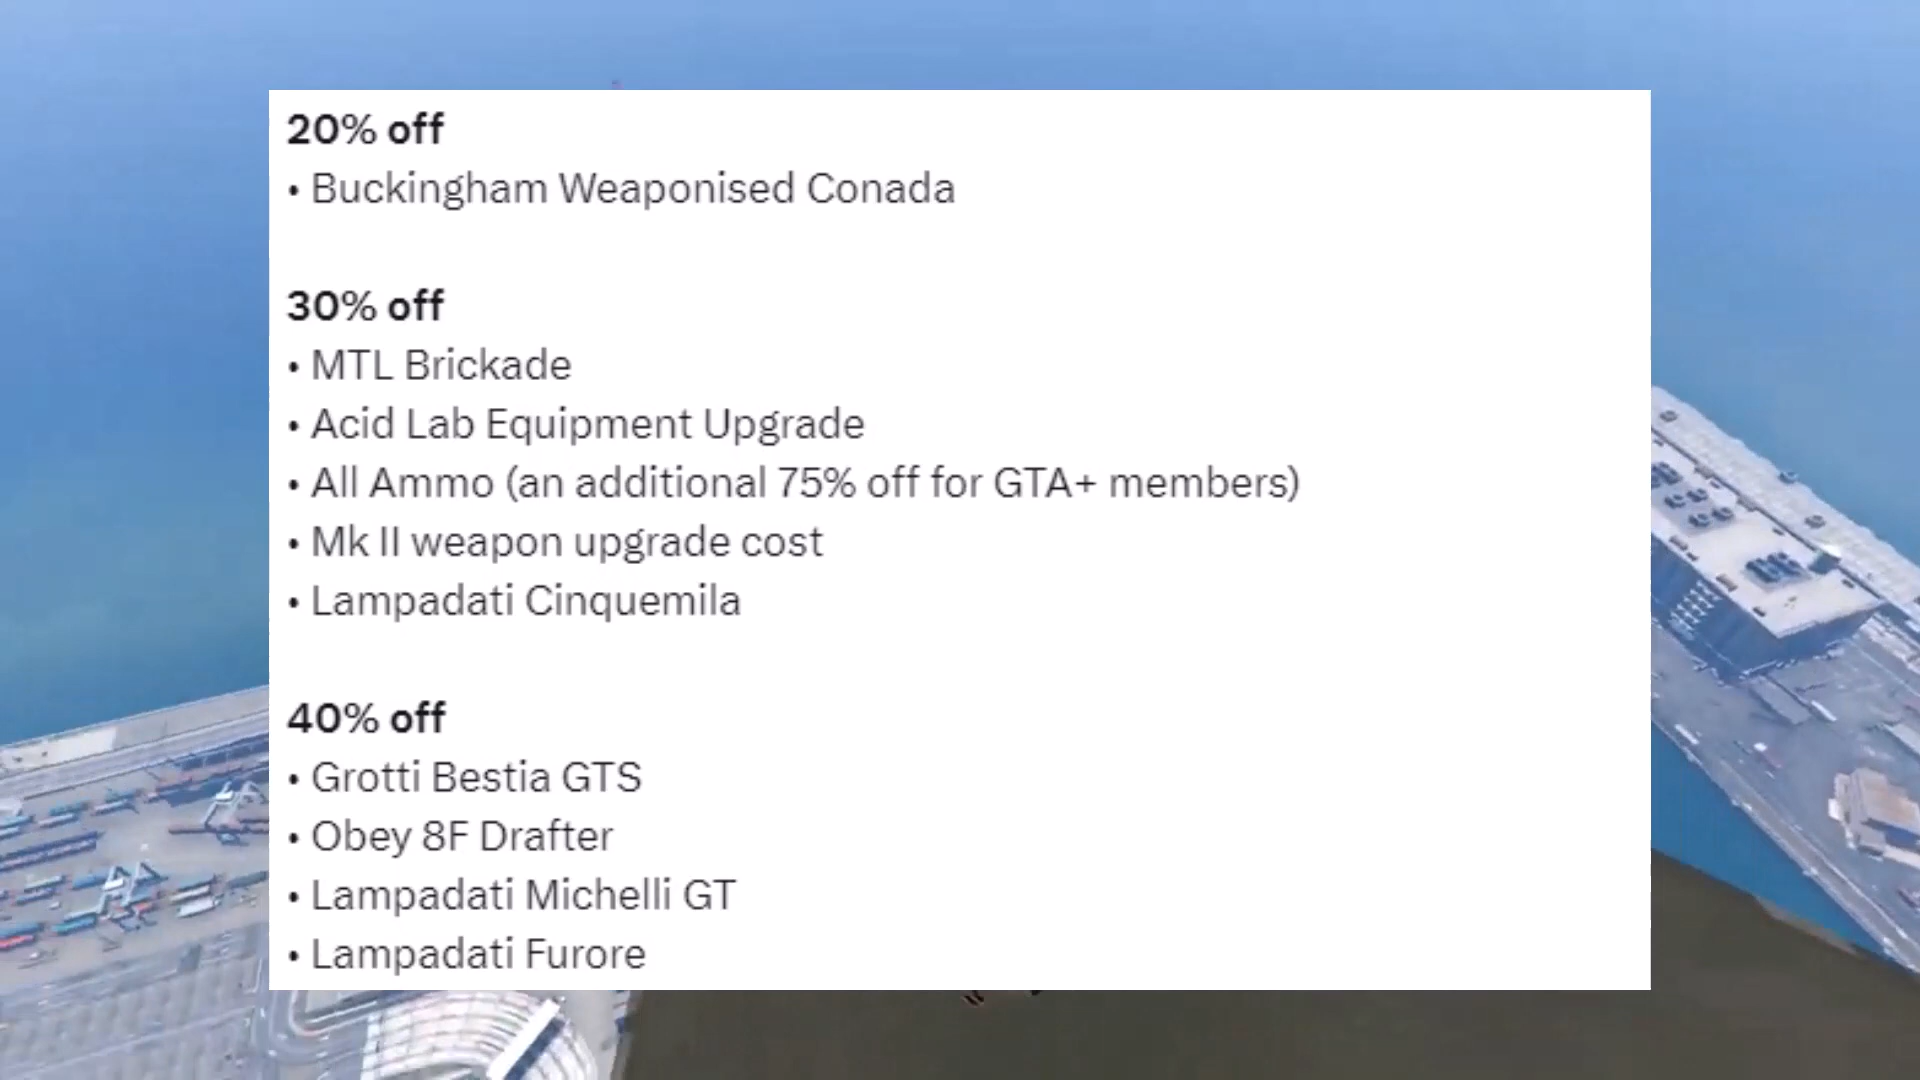 20% off
• Buckingham Weaponised Conada
30% off
• MTL Brickade
• Acid Lab Equipment Upgrade
• All Ammo (an additional 75% off for GTA+ members)
• Mk II weapon upgrade cost
• Lampadati Cinquemila
40% off
• Grotti Bestia GTS
• Obey 8F Drafter
• Lampadati Michelli GT
• Lampadati Furore